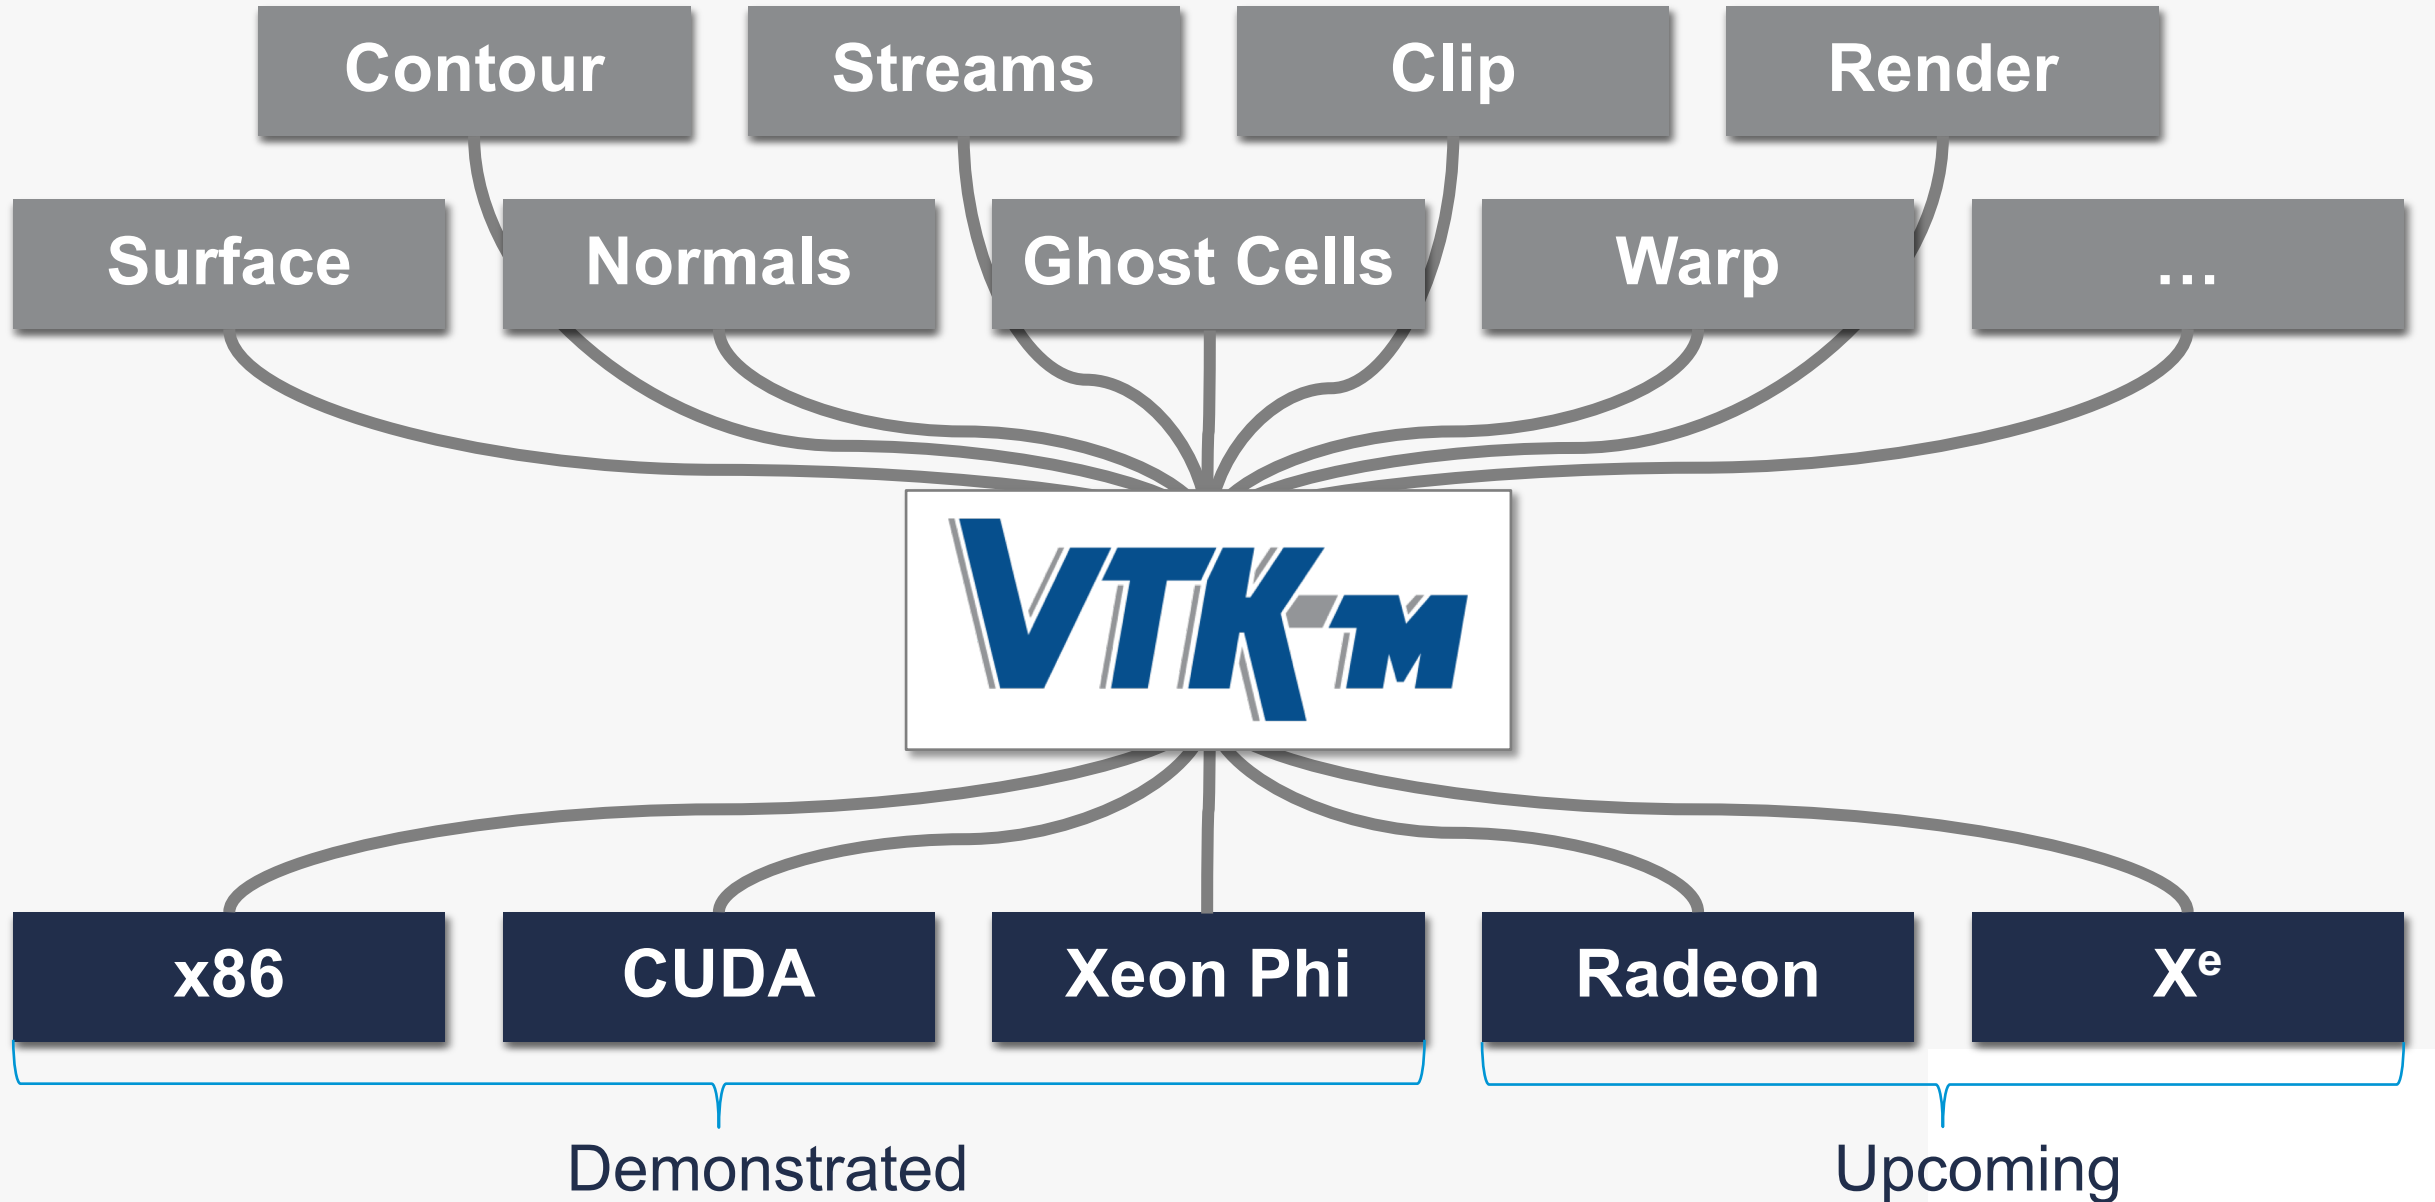 Contour
Streams
Clip
Render
Surface
Normals
Ghost Cells
Warp
...
VTK-m
x86
CUDA
Xeon Phi
Radeon
Xᵉ
Demonstrated
Upcoming